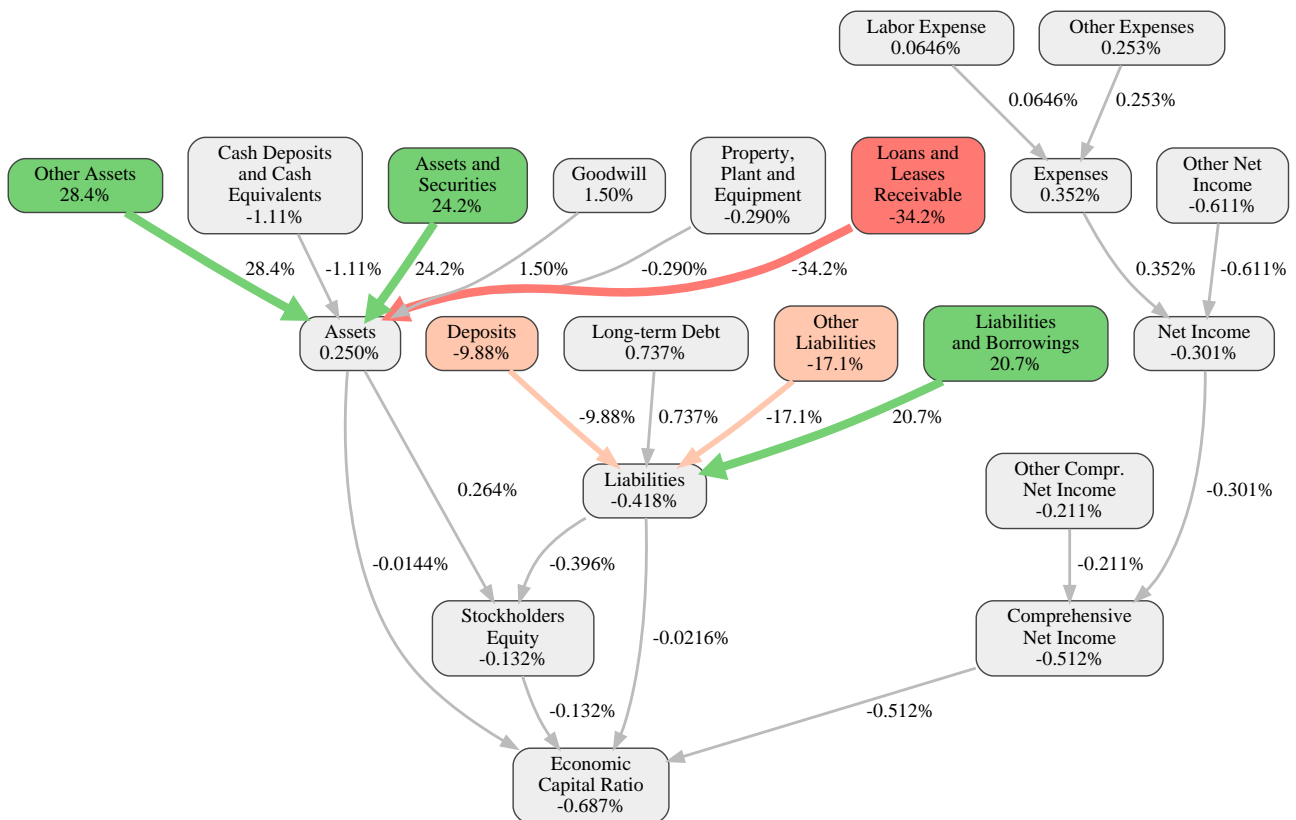 Labor Expense
0.0646%
Other Expenses
0.253%
0.0646%
0.253%
Other Assets
28.4%
Cash Deposits
and Cash
Equivalents
-1.11%
Assets and
Securities
24.2%
Goodwill
1.50%
Property,
Plant and
Equipment
-0.290%
Loans and
Leases
Receivable
-34.2%
Expenses
0.352%
Other Net
Income
-0.611%
28.4%
-1.11%
24.2%
1.50%
-0.290%
-34.2%
0.352%
-0.611%
Assets
0.250%
Deposits
-9.88%
Long-term Debt
0.737%
Other
Liabilities
-17.1%
Liabilities
and Borrowings
20.7%
Net Income
-0.301%
-9.88%
0.737%
-17.1%
20.7%
Liabilities
-0.418%
Other Compr.
Net Income
-0.211%
0.264%
-0.301%
-0.0144%
-0.396%
-0.211%
Stockholders
Equity
-0.132%
-0.0216%
Comprehensive
Net Income
-0.512%
-0.132%
-0.512%
Economic
Capital Ratio
-0.687%